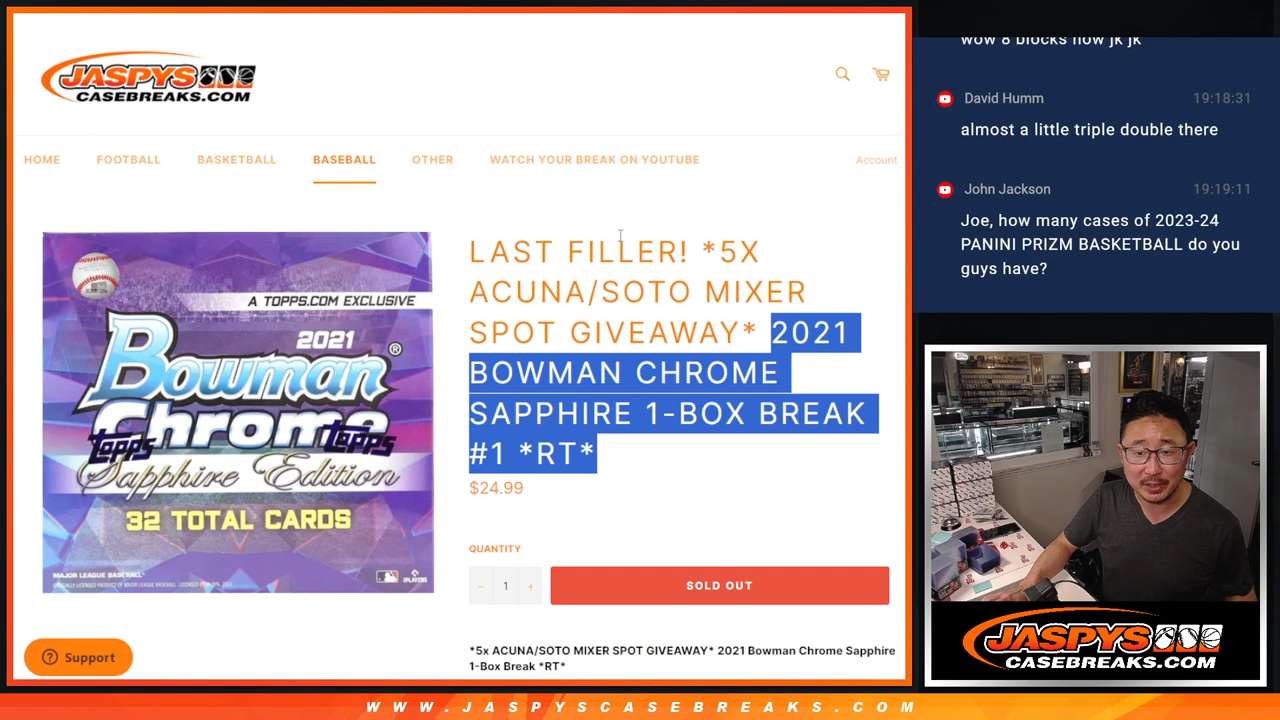 JASPYS
CASEBREAKS.COM
HOME
FOOTBALL
BASKETBALL
BASEBALL
OTHER
WATCH YOUR BREAK ON YOUTUBE
Account
A TOPPS.COM EXCLUSIVE
2021
Bowman®
Chrome
topps topps
Sapphire Edition
32 TOTAL CARDS
MAJOR LEAGUE BASEBALL
LAST FILLER! *5X
ACUNA/SOTO MIXER
SPOT GIVEAWAY* 2021
BOWMAN CHROME
SAPPHIRE 1-BOX BREAK
#1 *RT*
$24.99
QUANTITY
− 1 +
SOLD OUT
*5x ACUNA/SOTO MIXER SPOT GIVEAWAY* 2021 Bowman Chrome Sapphire
1-Box Break *RT*
Support
wow 8 blocks now jk jk
David Humm 19:18:31
almost a little triple double there
John Jackson 19:19:11
Joe, how many cases of 2023-24
PANINI PRIZM BASKETBALL do you
guys have?
JASPYS
CASEBREAKS.COM
WWW.JASPYSCASEBREAKS.COM